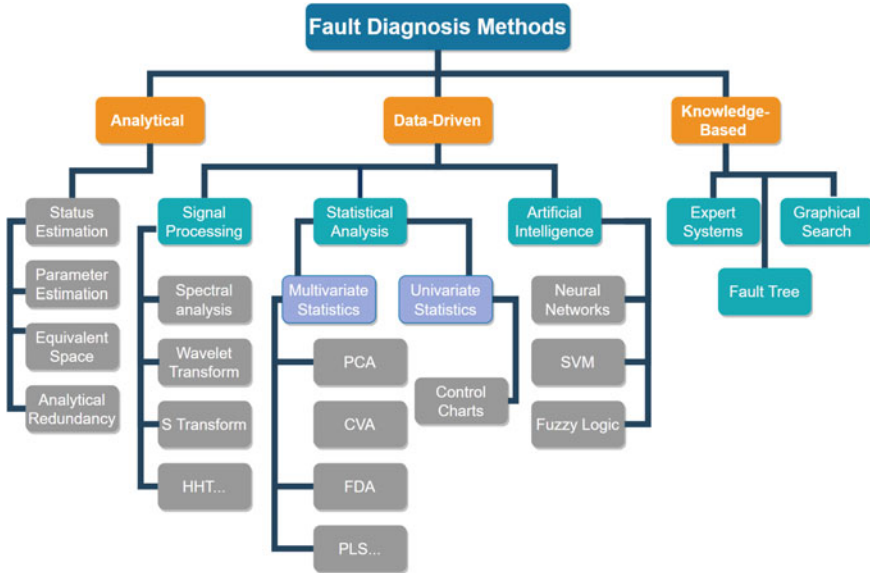 Fault Diagnosis Methods
Analytical
Data-Driven
Knowledge-
Based
Status
Estimation
Parameter
Estimation
Equivalent
Space
Analytical
Redundancy
Signal
Processing
Spectral
analysis
Wavelet
Transform
S Transform
HHT...
Statistical
Analysis
Multivariate
Statistics
PCA
CVA
FDA
PLS...
Univariate
Statistics
Control
Charts
Artificial
Intelligence
Neural
Networks
SVM
Fuzzy Logic
Expert
Systems
Fault Tree
Graphical
Search